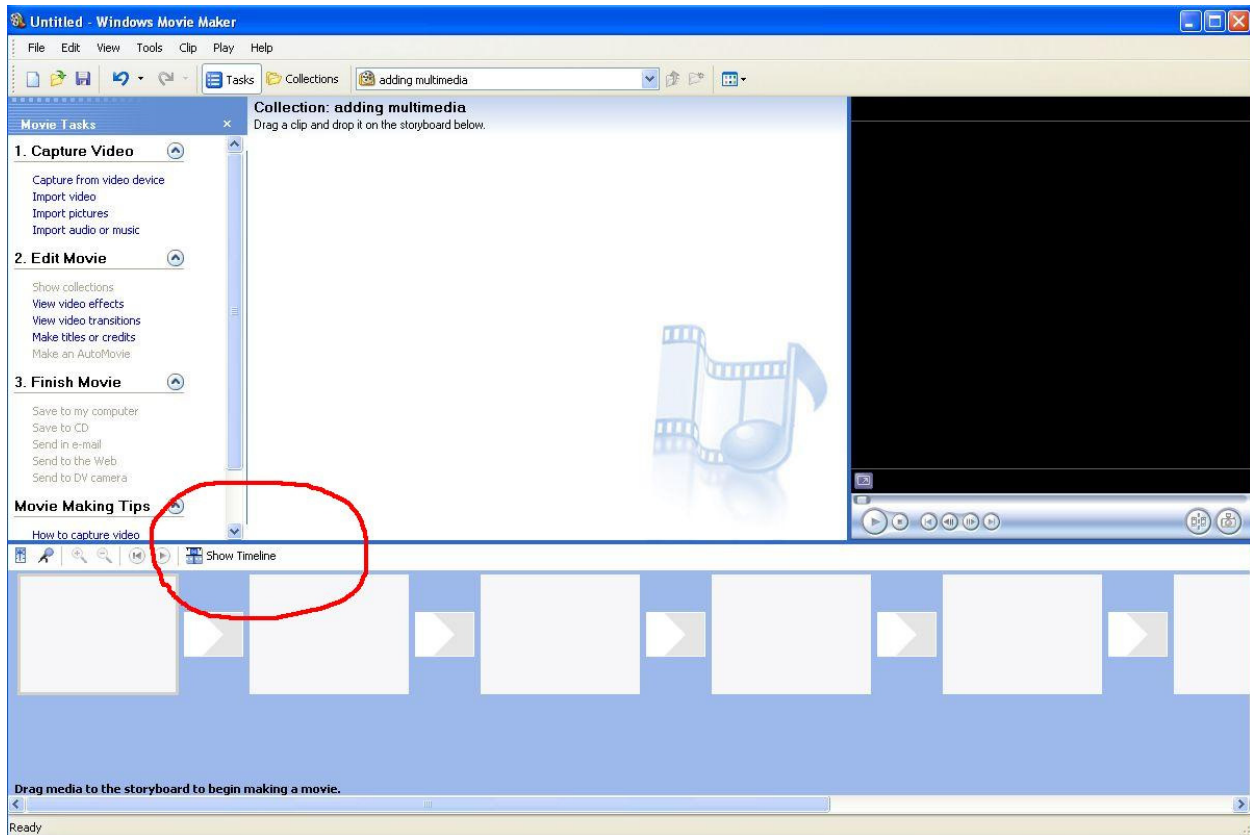 Untitled - Windows Movie Maker
File Edit View Tools Clip Play Help
Tasks Collections adding multimedia
Movie Tasks
1. Capture Video
Capture from video device
Import video
Import pictures
Import audio or music
2. Edit Movie
Show collections
View video effects
View video transitions
Make titles or credits
Make an AutoMovie
3. Finish Movie
Save to my computer
Save to CD
Send in e-mail
Send to the Web
Send to DV camera
Movie Making Tips
How to capture video
Collection: adding multimedia
Drag a clip and drop it on the storyboard below.
Show Timeline
Drag media to the storyboard to begin making a movie.
Ready